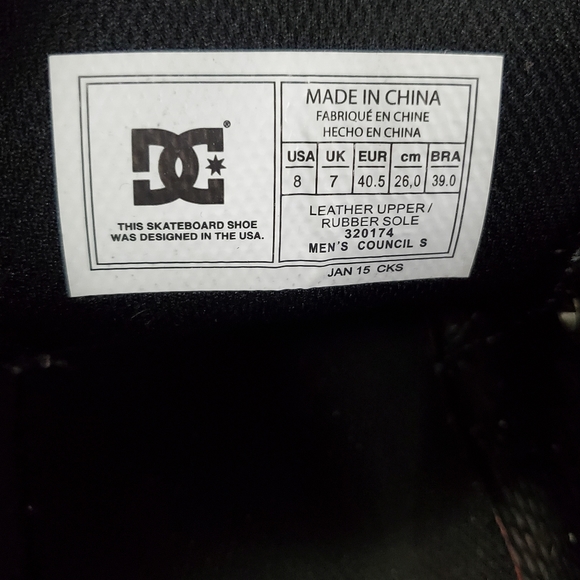 DC®
THIS SKATEBOARD SHOE
WAS DESIGNED IN THE USA.
MADE IN CHINA
FABRIQUÉ EN CHINE
HECHO EN CHINA
USA UK EUR cm BRA
8 7 40.5 26,0 39.0
LEATHER UPPER/
RUBBER SOLE
320174
MEN'S COUNCIL S
JAN 15 CKS